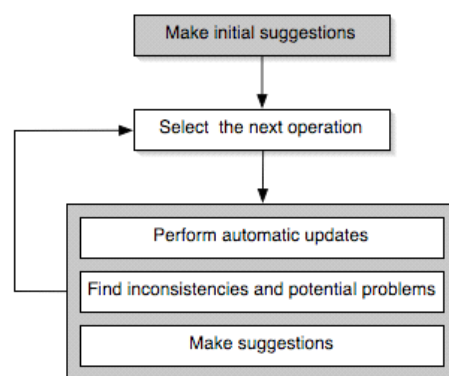 Make initial suggestions
Select the next operation
Perform automatic updates
Find inconsistencies and potential problems
Make suggestions